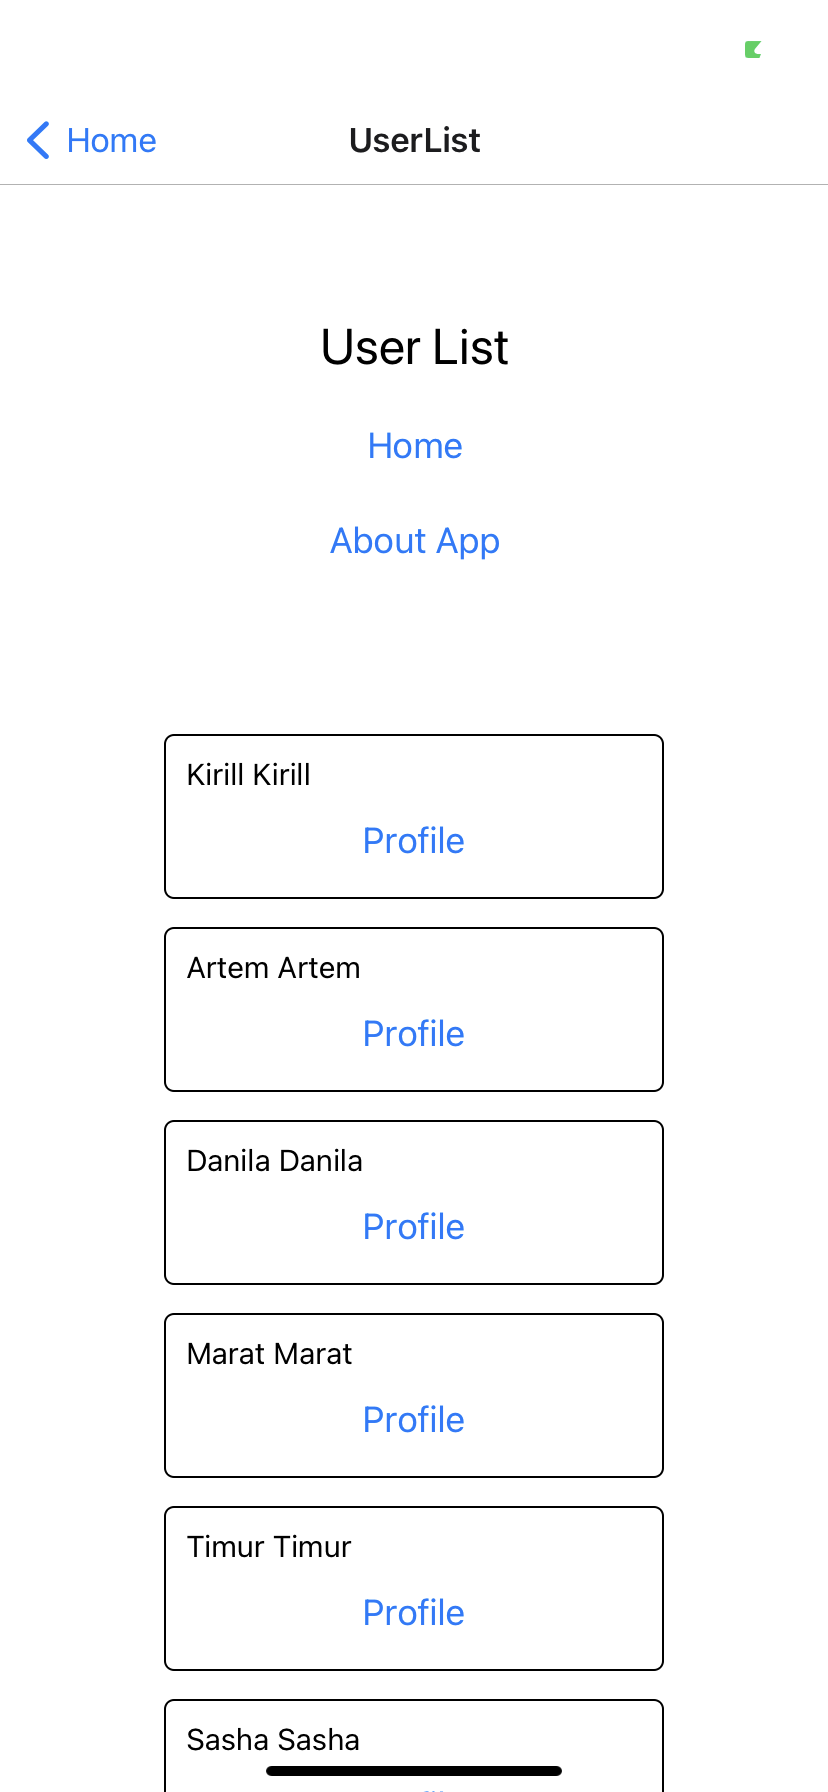 Home
UserList
User List
Home
About App
Kirill Kirill
Profile
Artem Artem
Profile
Danila Danila
Profile
Marat Marat
Profile
Timur Timur
Profile
Sasha Sasha